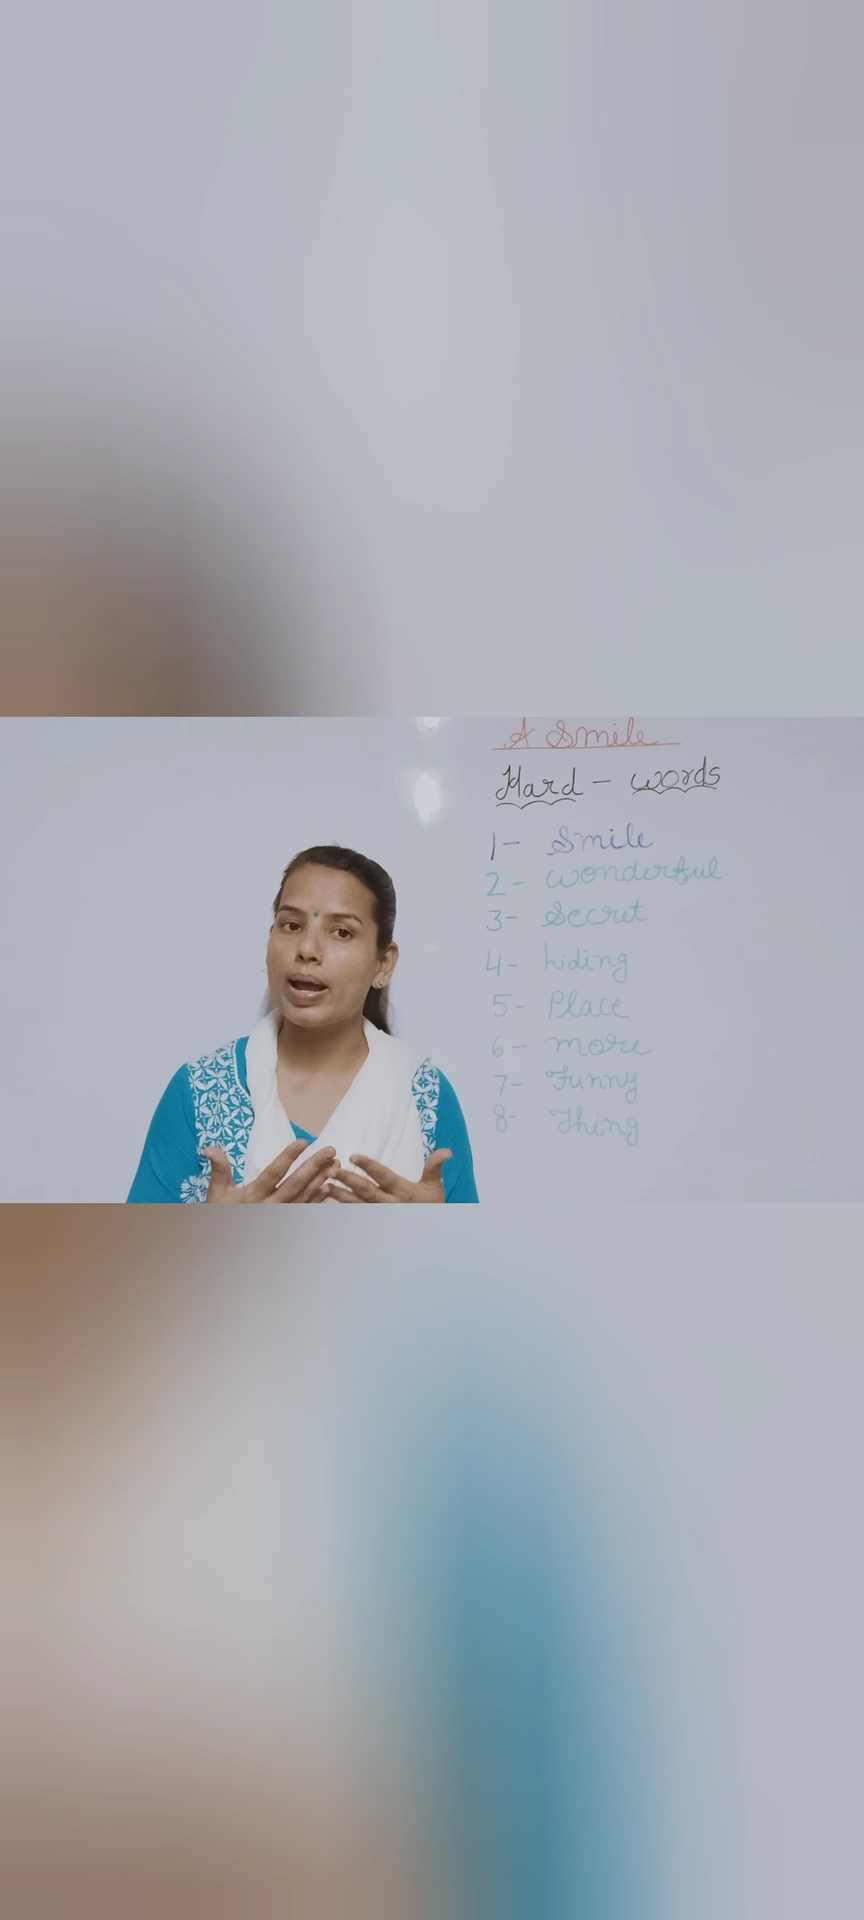 A Smile
Hard - words
1- Smile
2- wonderful
3- Secret
4- hiding
5- Place
6- more
7- Funny
8- Thing